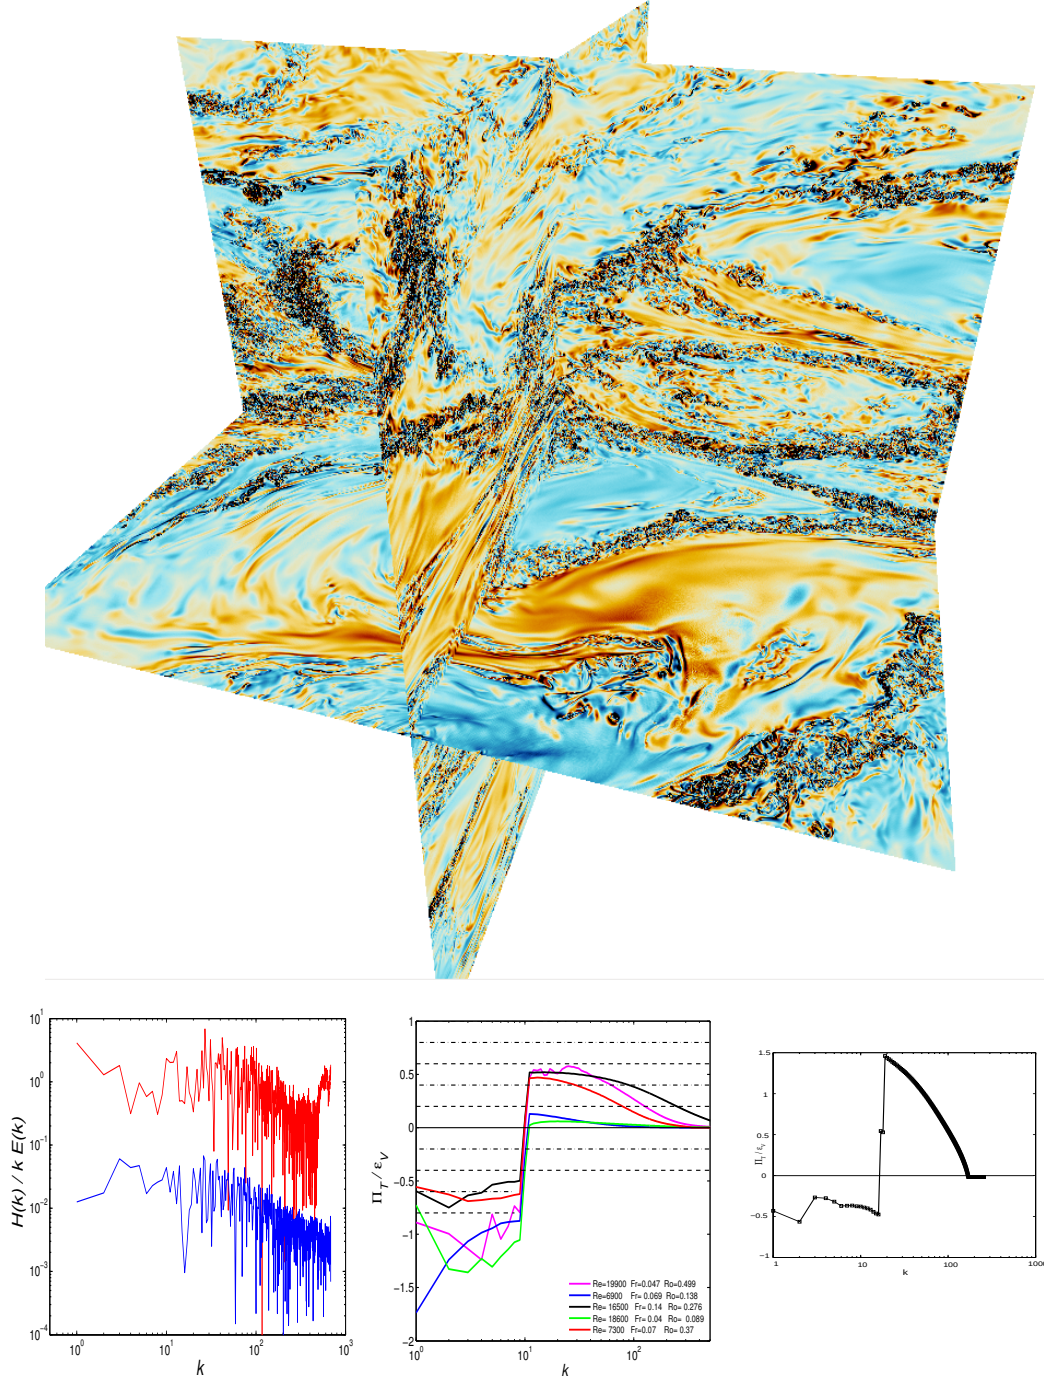 10^1
10^0
10^-1
10^-2
10^-3
10^-4
10^0
10^1
10^2
10^3
H(k) / k E(k)
k
1
0.5
0
−0.5
−1
−1.5
−2
10^0
10^1
10^2
Π_T / ε_V
k
Re=19900 Fr=0.047 Ro=0.499
Re=6900 Fr= 0.069 Ro=0.138
Re= 16500 Fr= 0.14 Ro= 0.276
Re= 18600 Fr= 0.04 Ro= 0.089
Re= 7300 Fr=0.07 Ro= 0.37
1.5
1
0.5
0
−0.5
−1
1
10
100
1000
Π_T / ε_V
k